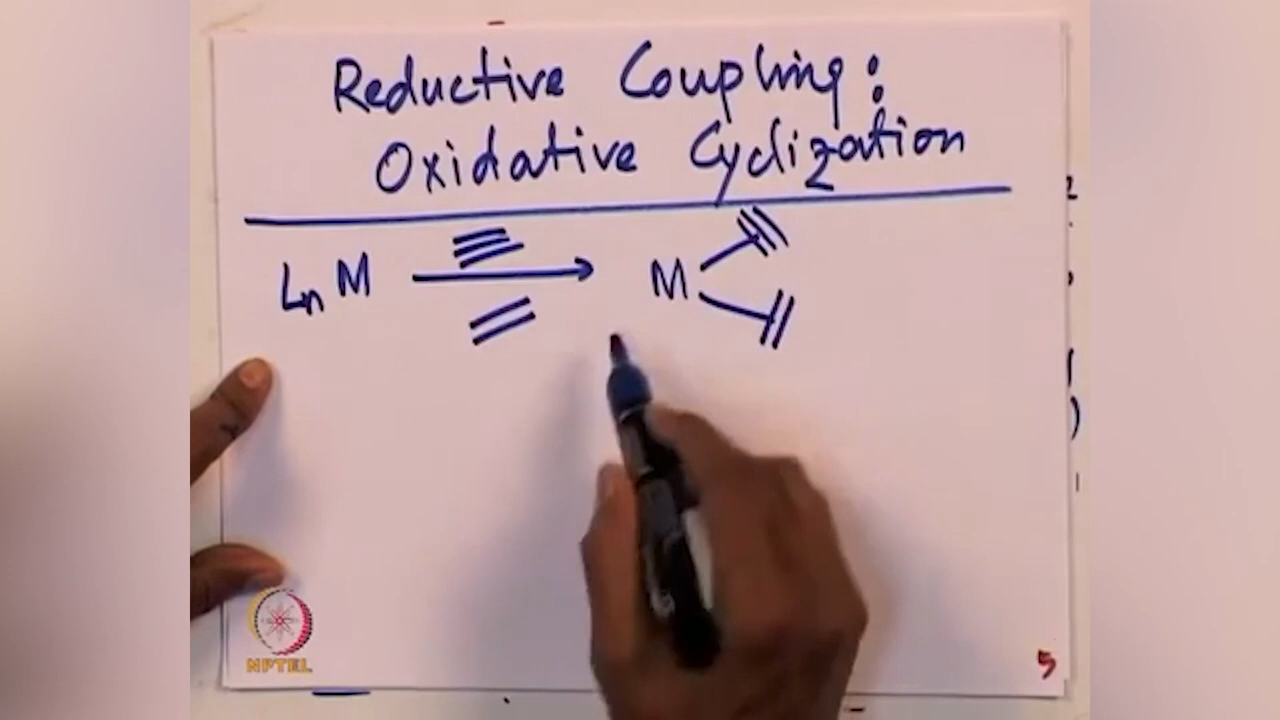 Reductive Coupling:
Oxidative Cyclization
LnM → M
NPTEL
5